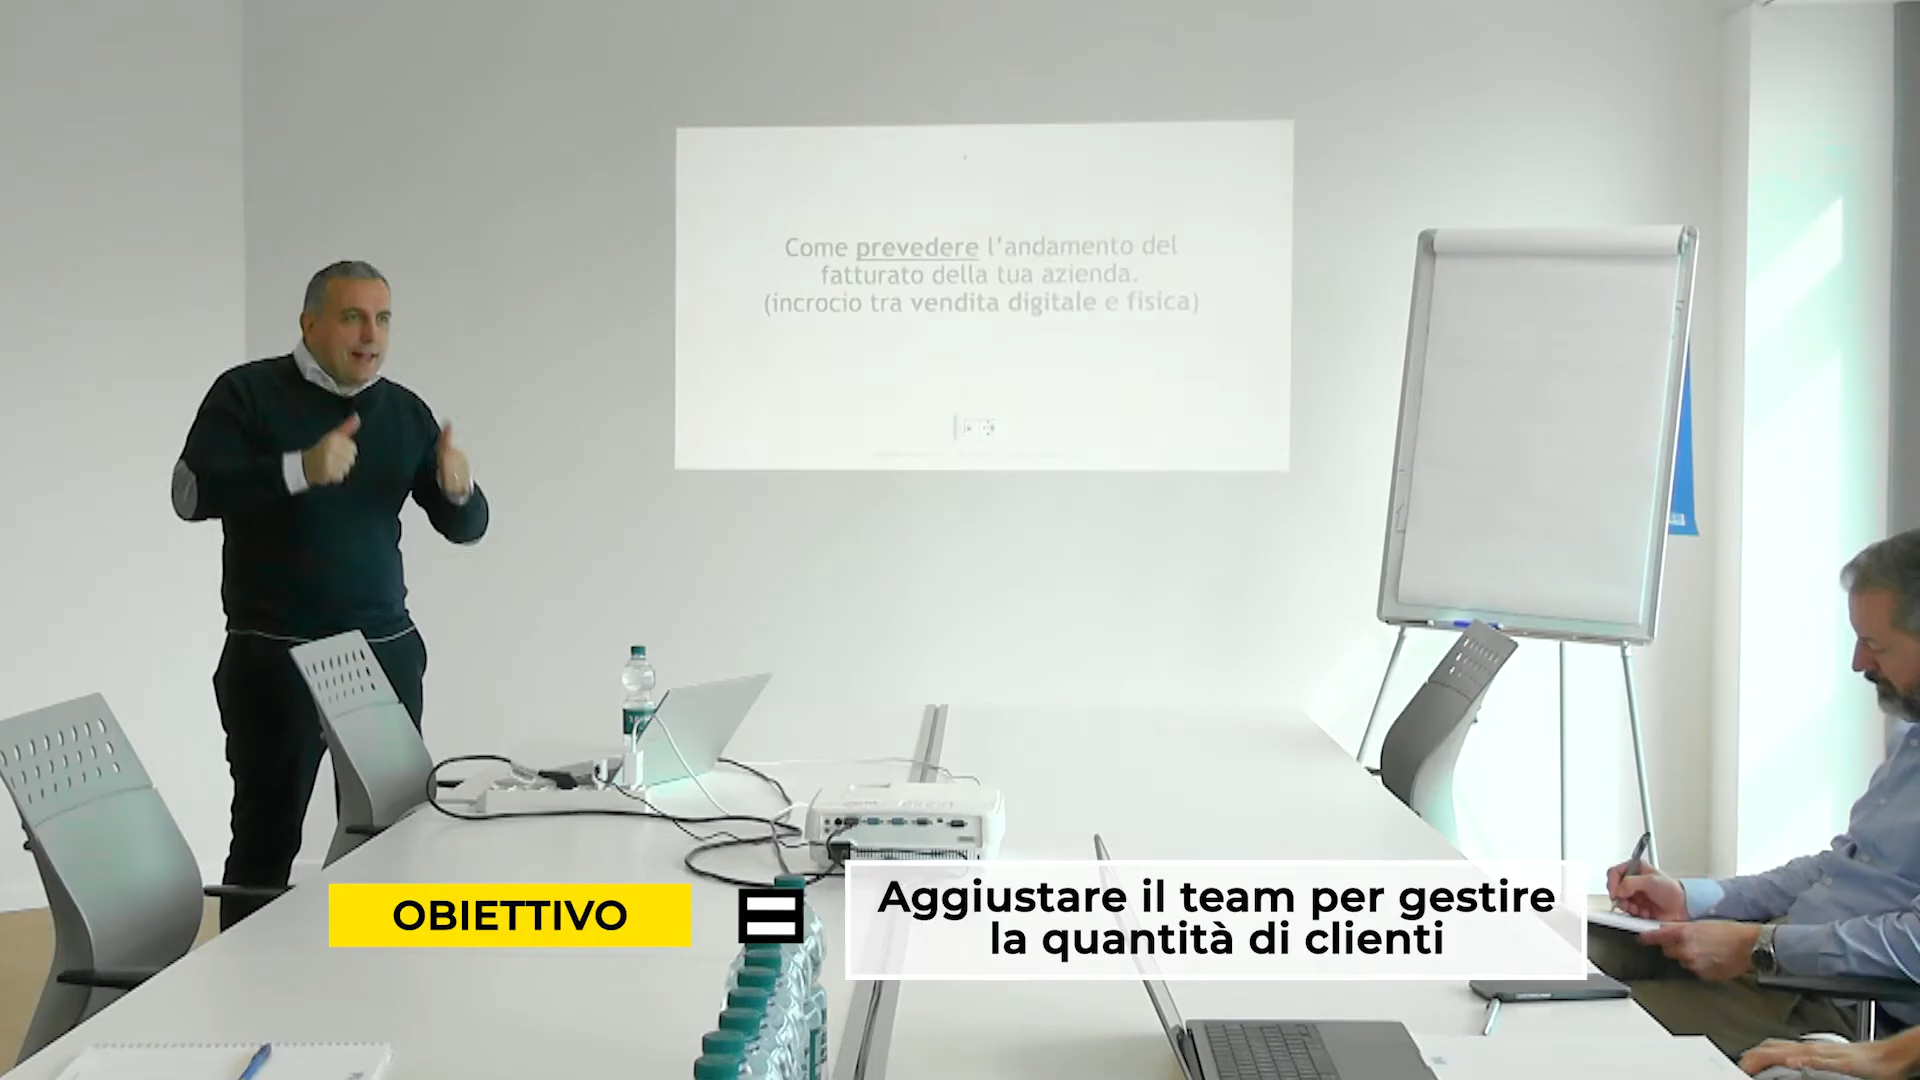 Come prevedere l'andamento del
fatturato della tua azienda.
(incrocio tra vendita digitale e fisica)
OBIETTIVO
=
Aggiustare il team per gestire
la quantità di clienti